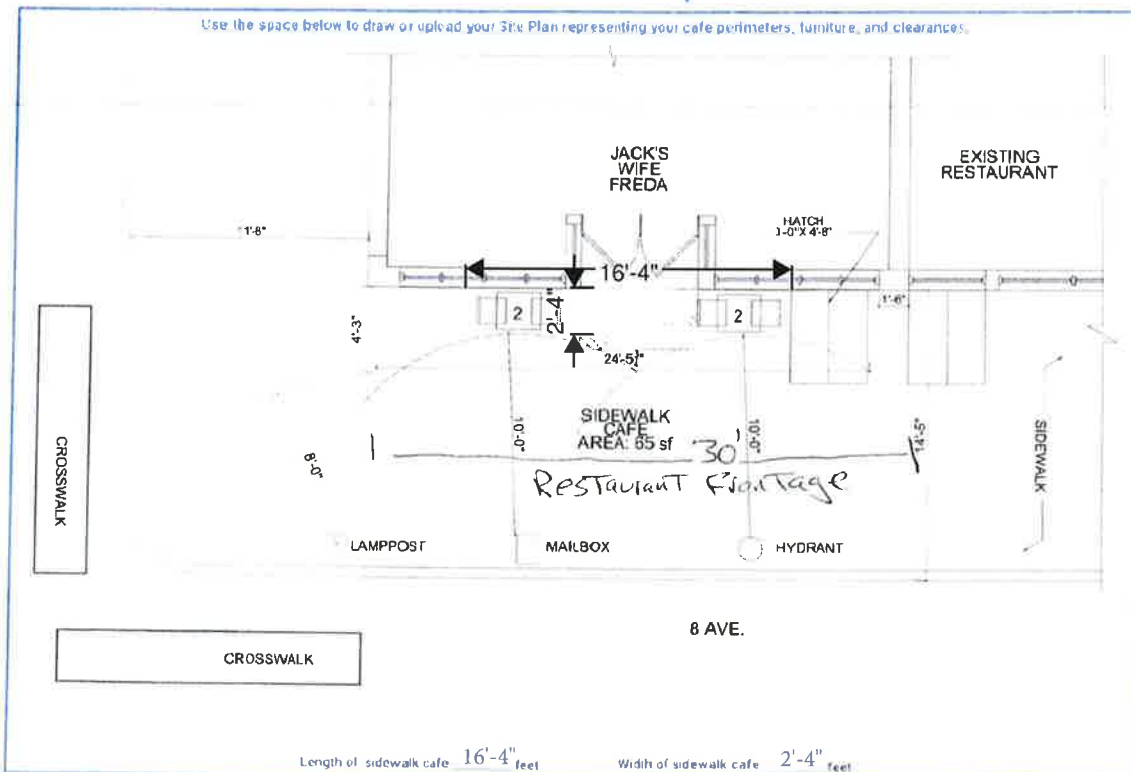 Use the space below to draw or upload your Site Plan representing your cafe perimeters, furniture, and clearances.
JACK'S
WIFE
FREDA
EXISTING
RESTAURANT
HATCH
4'-8"
16'-4"
1'-6"
2
2'-4"
2
4'-3"
24'-5
SIDEWALK
CAFE
AREA: 65 sf
10'-0"
10'-0"
14'-5"
30'
Restaurant Frontage
SIDEWALK
CROSSWALK
8'-0"
LAMPPOST
MAILBOX
HYDRANT
8 AVE.
CROSSWALK
Length of sidewalk cafe 16'-4" feet
Width of sidewalk cafe 2'-4" feet